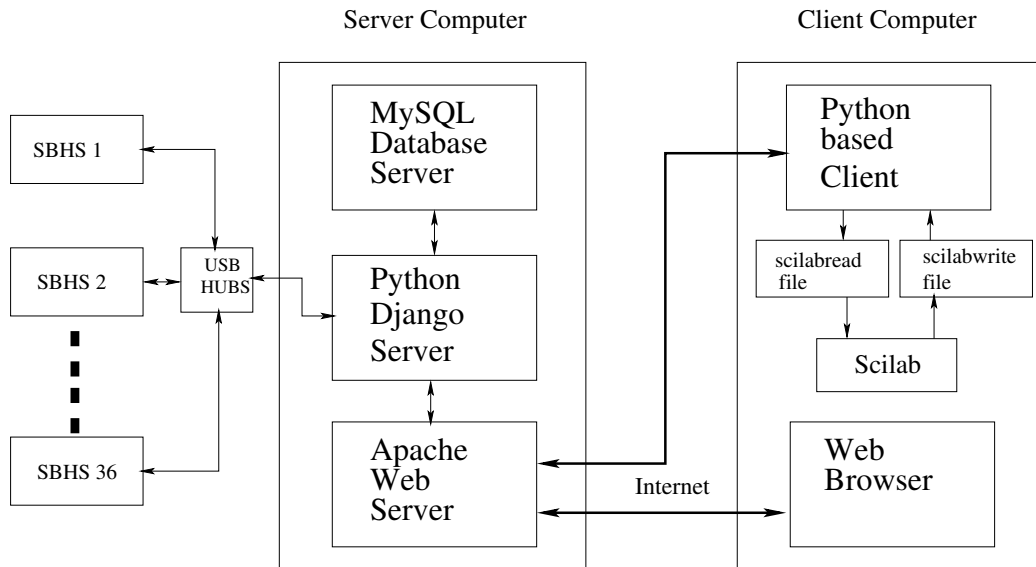 Server Computer
Client Computer
SBHS 1
SBHS 2
SBHS 36
USB
HUBS
MySQL
Database
Server
Python
Django
Server
Apache
Web
Server
Internet
Python
based
Client
scilabread
file
scilabwrite
file
Scilab
Web
Browser